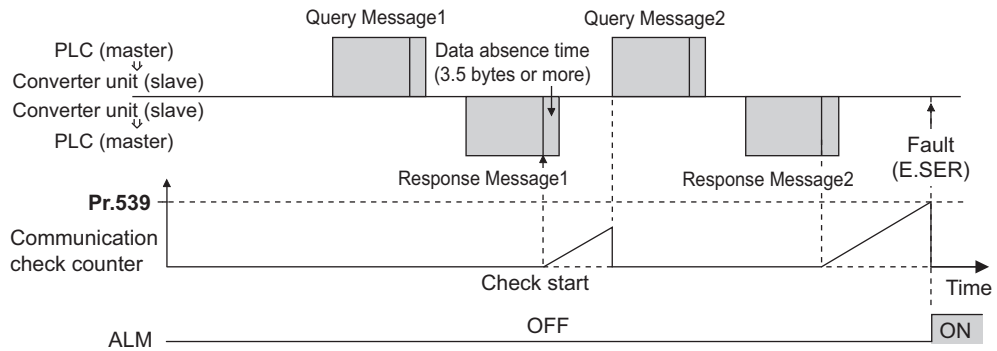 Query Message1
Query Message2
PLC (master)
Converter unit (slave)
Converter unit (slave)
PLC (master)
Data absence time
(3.5 bytes or more)
Fault
(E.SER)
Response Message1
Response Message2
Pr.539
Communication
check counter
Check start
Time
OFF
ON
ALM